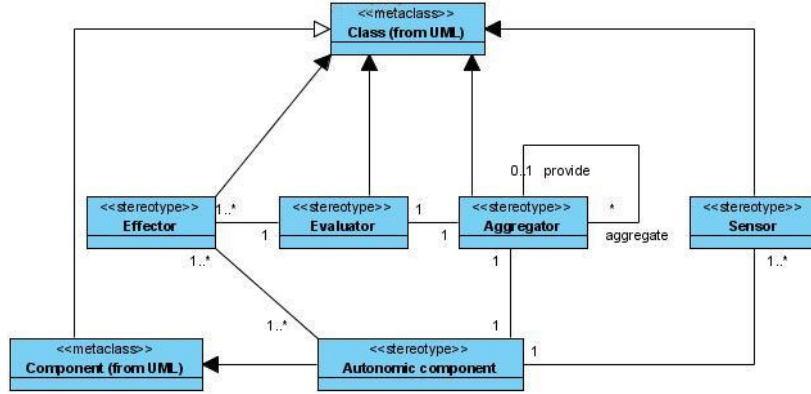 <<metaclass>>
Class (from UML)
0..1 provide
<<stereotype>>
Effector
1..*
1
<<stereotype>>
Evaluator
1
1
<<stereotype>>
Aggregator
*
aggregate
<<stereotype>>
Sensor
1..*
1..*
1
1..*
1
<<metaclass>>
Component (from UML)
<<stereotype>>
Autonomic component
1